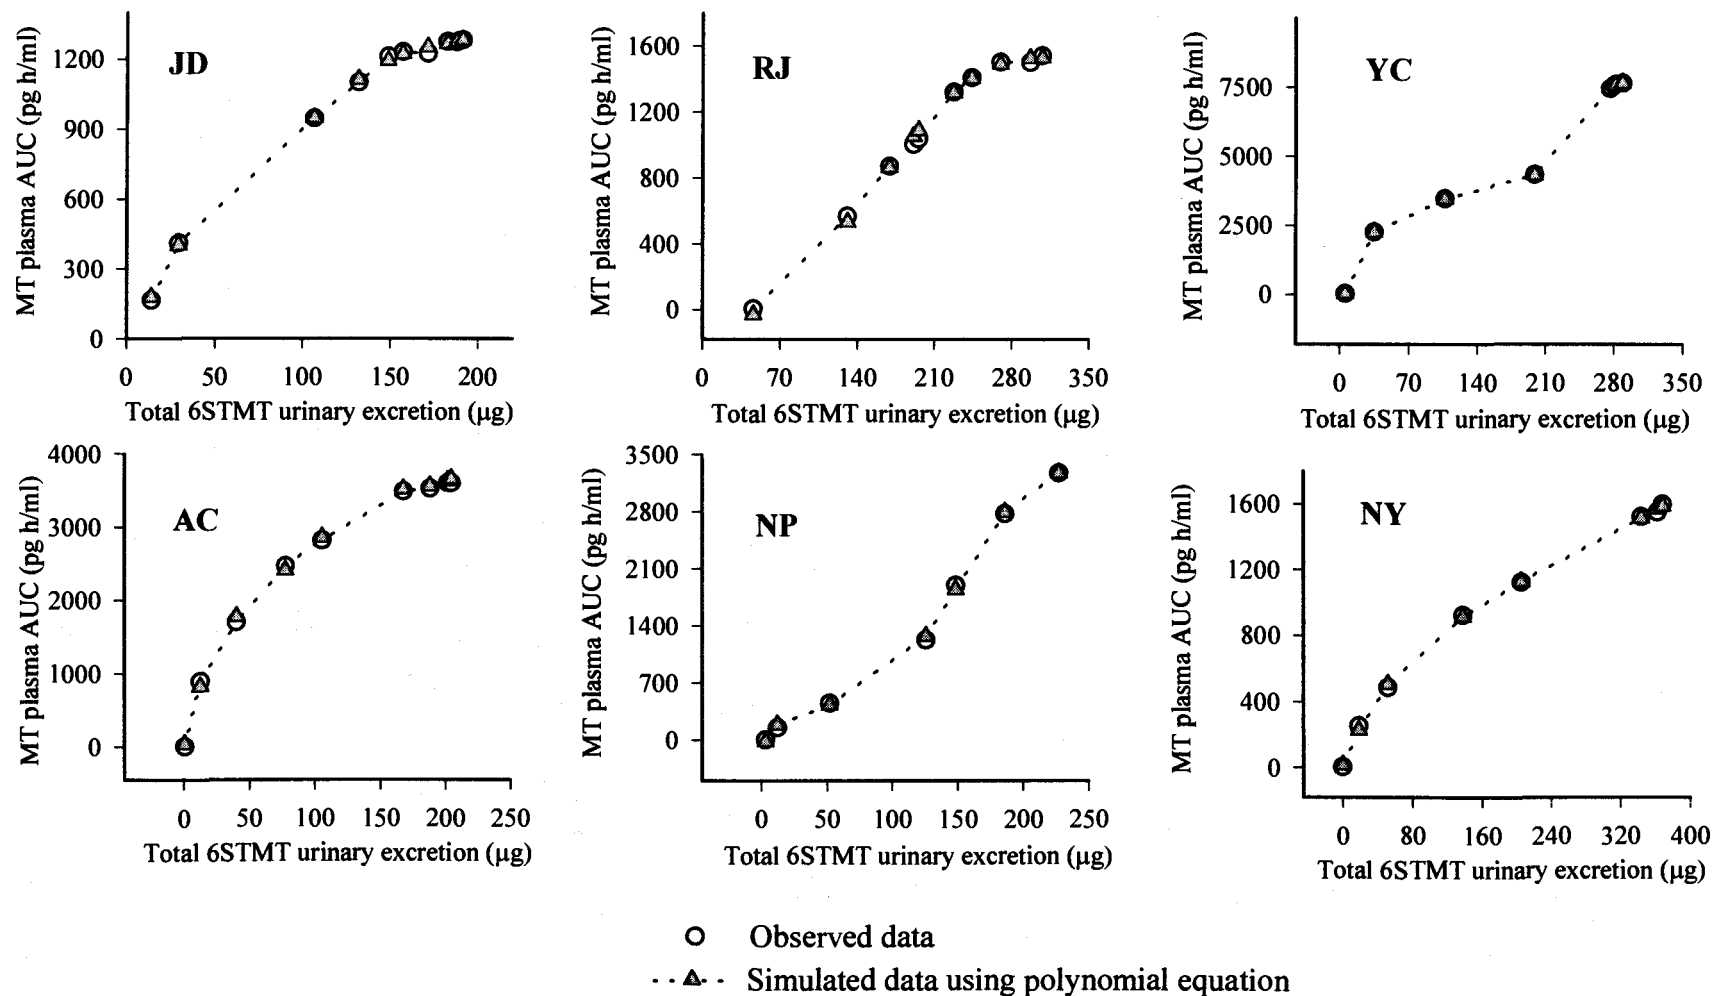 JD
MT plasma AUC (pg h/ml)
1200
900
600
300
0
0 50 100 150 200
Total 6STMT urinary excretion (µg)
RJ
MT plasma AUC (pg h/ml)
1600
1200
800
400
0
0 70 140 210 280 350
Total 6STMT urinary excretion (µg)
YC
MT plasma AUC (pg h/ml)
7500
5000
2500
0
0 70 140 210 280 350
Total 6STMT urinary excretion (µg)
AC
MT plasma AUC (pg h/ml)
4000
3000
2000
1000
0
0 50 100 150 200 250
Total 6STMT urinary excretion (µg)
NP
MT plasma AUC (pg h/ml)
3500
2800
2100
1400
700
0
0 50 100 150 200 250
Total 6STMT urinary excretion (µg)
NY
MT plasma AUC (pg h/ml)
1600
1200
800
400
0
0 80 160 240 320 400
Total 6STMT urinary excretion (µg)
Observed data
Simulated data using polynomial equation